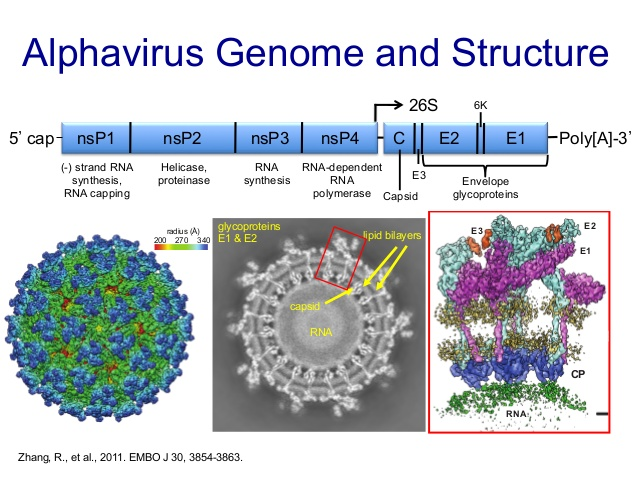 Alphavirus Genome and Structure
26S
6K
5’ cap
nsP1
nsP2
nsP3
nsP4
C
E2
E1
Poly[A]-3’
E3
(-) strand RNA
synthesis,
RNA capping
Helicase,
proteinase
RNA
synthesis
RNA-dependent
RNA
polymerase
Capsid
Envelope
glycoproteins
radius (Å)
200 270 340
glycoproteins
E1 & E2
lipid bilayers
capsid
RNA
E3
E2
E1
CP
RNA
Zhang, R., et al., 2011. EMBO J 30, 3854-3863.